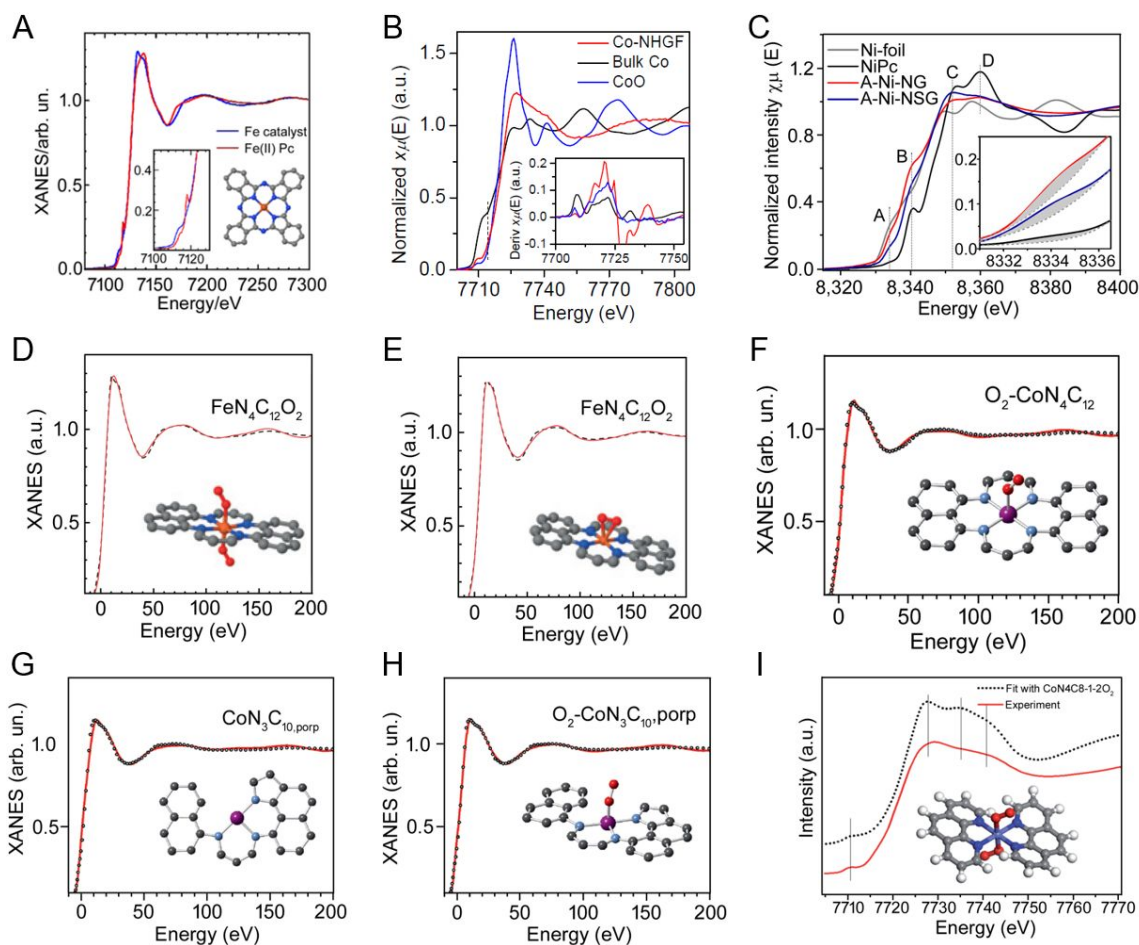 A
XANES/arb. un.
1.0
0.5
0.0
Fe catalyst
Fe(II) Pc
0.4
0.2
7100 7120
7100 7150 7200 7250 7300
Energy/eV
B
Normalized xμ(E) (a.u.)
1.5
1.0
0.5
0.0
Co-NHGF
Bulk Co
CoO
Deriv xμ(E) (a.u.)
0.2
0.1
0.0
-0.1
7700 7725 7750
7710 7740 7770 7800
Energy (eV)
C
Normalized intensity χμ (E)
1.2
0.9
0.6
0.3
0
Ni-foil
NiPc
A-Ni-NG
A-Ni-NSG
A
B
C
D
0.2
0.1
0.0
8332 8334 8336
8,320 8,340 8,360 8,380 8,400
Energy (eV)
D
XANES (a.u.)
1.0
0.5
FeN4C12O2
0 50 100 150 200
Energy (eV)
E
XANES (a.u.)
1.0
0.5
FeN4C12O2
0 50 100 150 200
Energy (eV)
F
XANES (arb. un.)
1.0
0.5
O2-CoN4C12
0 50 100 150 200
Energy (eV)
G
XANES (arb. un.)
1.0
0.5
CoN3C10,porp
0 50 100 150 200
Energy (eV)
H
XANES (arb. un.)
1.0
0.5
O2-CoN3C10,porp
0 50 100 150 200
Energy (eV)
I
Intensity (a.u.)
Fit with CoN4C8-1-2O2
Experiment
7710 7720 7730 7740 7750 7760 7770
Energy (eV)